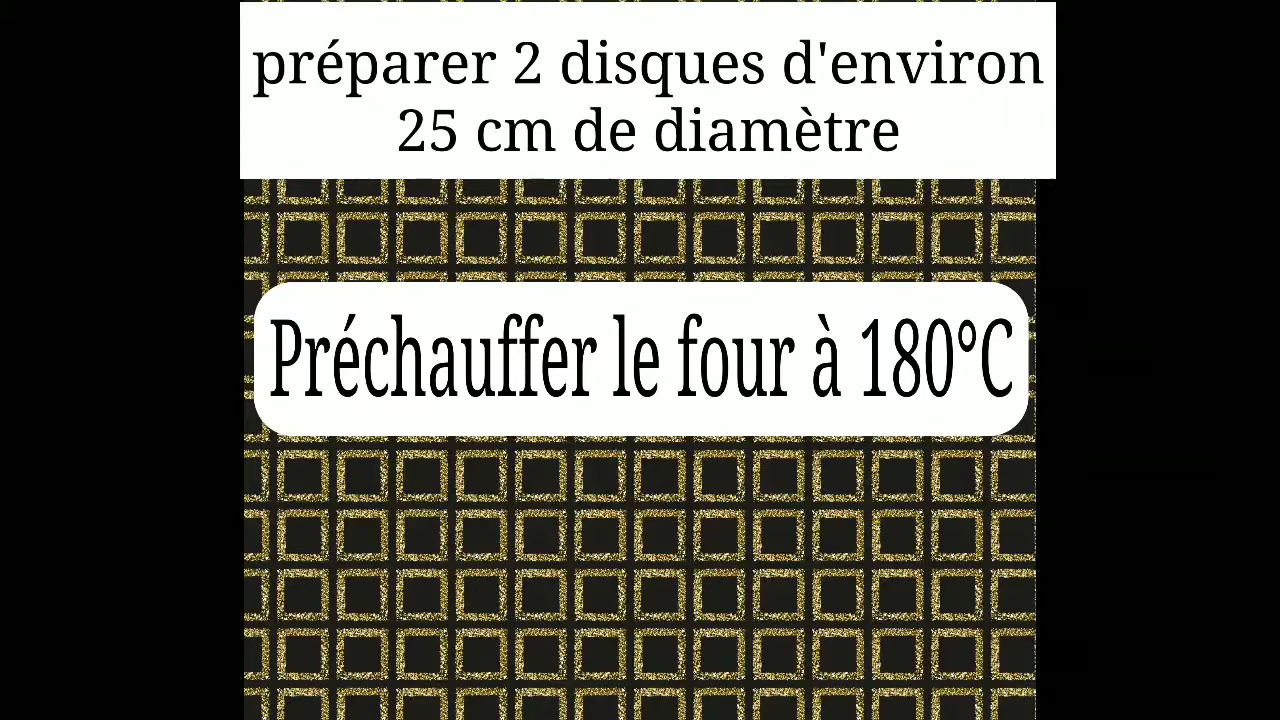 préparer 2 disques d'environ
25 cm de diamètre
Préchauffer le four à 180°C